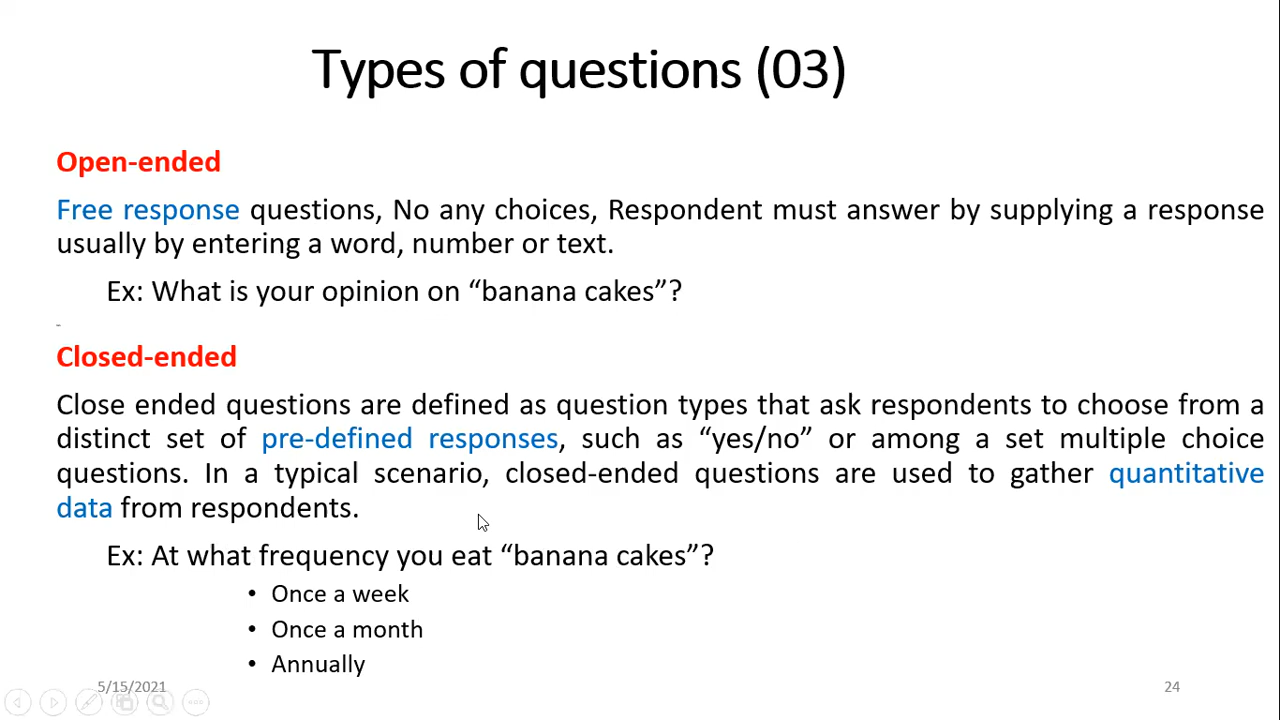 Types of questions (03)
Open-ended
Free response questions, No any choices, Respondent must answer by supplying a response
usually by entering a word, number or text.
Ex: What is your opinion on “banana cakes”?
Closed-ended
Close ended questions are defined as question types that ask respondents to choose from a
distinct set of pre-defined responses, such as “yes/no” or among a set multiple choice
questions. In a typical scenario, closed-ended questions are used to gather quantitative
data from respondents.
Ex: At what frequency you eat “banana cakes”?
• Once a week
• Once a month
• Annually
5/15/2021
24